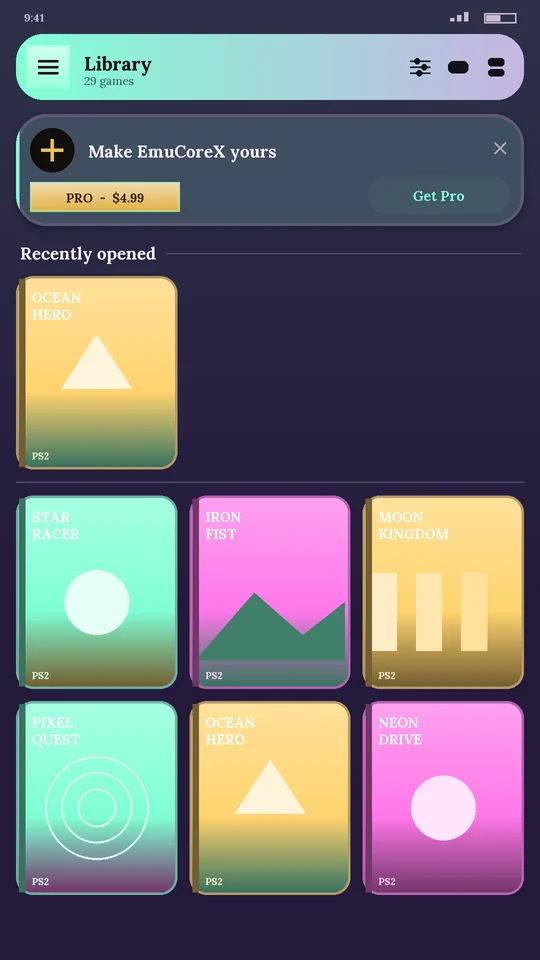 9:41
Library
29 games
Make EmuCoreX yours
PRO - $4.99
Get Pro
Recently opened
OCEAN
HERO
PS2
STAR
RACER
PS2
IRON
FIST
PS2
MOON
KINGDOM
PS2
PIXEL
QUEST
PS2
OCEAN
HERO
PS2
NEON
DRIVE
PS2